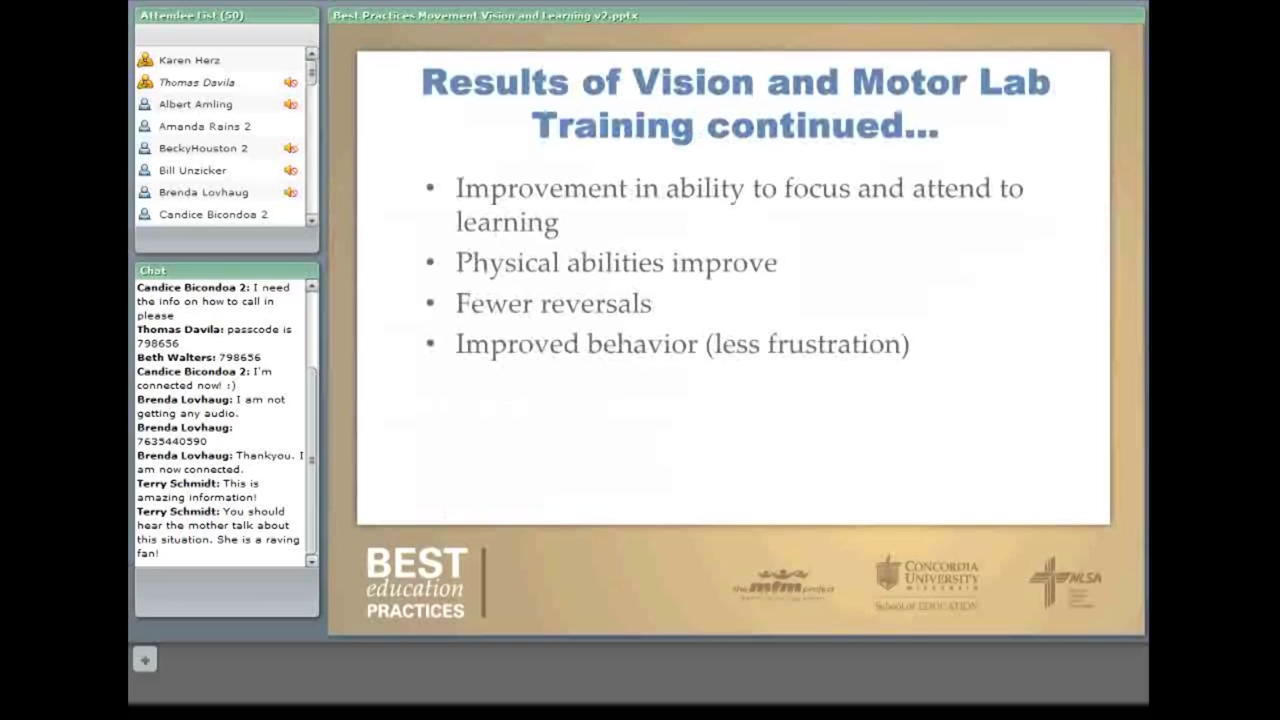 Attendee List (50)
Karen Herz
Thomas Davila
Albert Amling
Amanda Rains 2
BeckyHouston 2
Bill Unzicker
Brenda Lovhaug
Candice Bicondoa 2
Chat
Candice Bicondoa 2: I need
the info on how to call in
please
Thomas Davila: passcode is
798656
Beth Walters: 798656
Candice Bicondoa 2: I'm
connected now! :)
Brenda Lovhaug: I am not
getting any audio.
Brenda Lovhaug:
7635440590
Brenda Lovhaug: Thankyou. I
am now connected.
Terry Schmidt: This is
amazing information!
Terry Schmidt: You should
hear the mother talk about
this situation. She is a raving
fan!
Best Practices Movement Vision and Learning v2.pptx
Results of Vision and Motor Lab
Training continued...
• Improvement in ability to focus and attend to
learning
• Physical abilities improve
• Fewer reversals
• Improved behavior (less frustration)
BEST
education
PRACTICES
the mfm project
CONCORDIA
UNIVERSITY
WISCONSIN
School of EDUCATION
NLSA